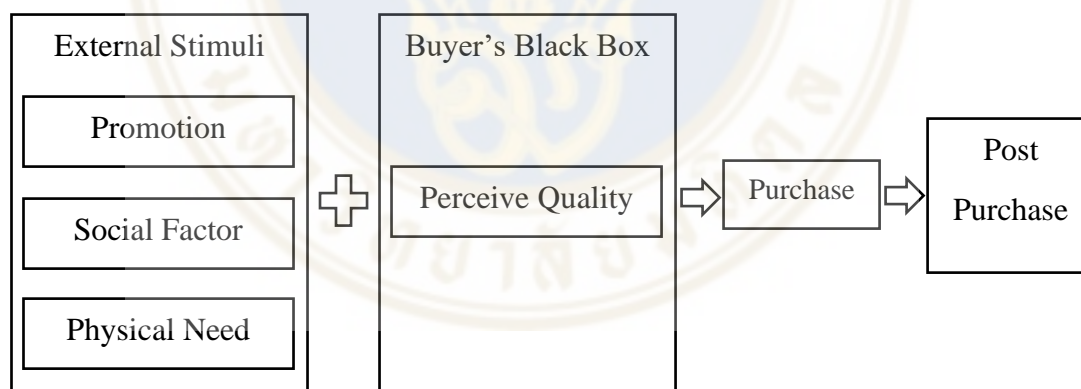 External Stimuli
Promotion
Social Factor
Physical Need
Buyer’s Black Box
Perceive Quality
Purchase
Post
Purchase